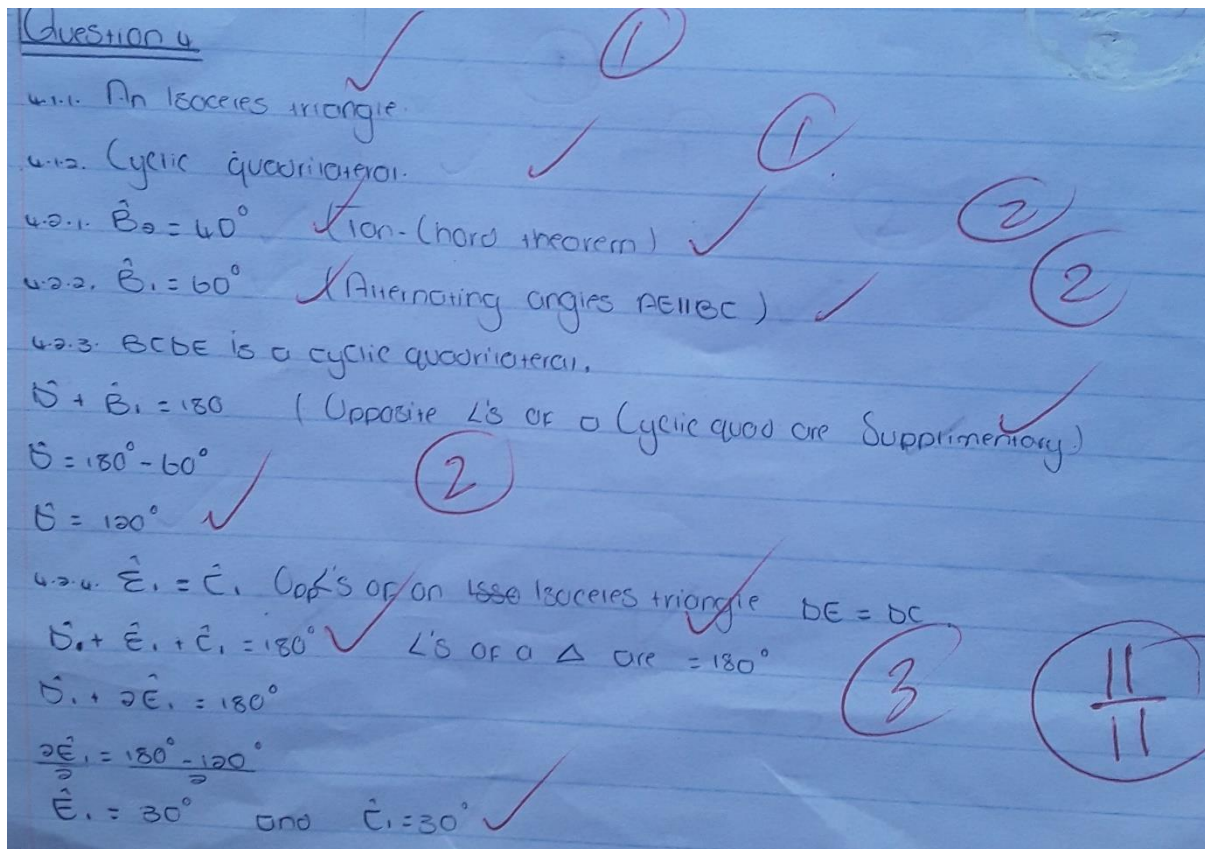 Question 4
1
4.1.1. An Isoceres triangle.
4.1.2. Cyclic quadrilateral.
1
4.2.1. B̂2 = 40° (Tan-Chord theorem)
2
4.2.2. B̂1 = 60° (Alternating angles AE||BC)
2
4.2.3. BCDE is a cyclic quadrilateral.
D̂ + B̂1 = 180 (Opposite ∠'s of a Cyclic quad are Supplimentary)
D̂ = 180° - 60°
2
D̂ = 120°
4.2.4. Ê1 = Ĉ1 Opp∠'s of an Isse Isoceres triangle DE = DC.
D̂1 + Ê1 + Ĉ1 = 180° ∠'s of a △ are = 180°
3
11/11
D̂1 + 2Ê1 = 180°
2Ê1/2 = 180° - 120°/2
Ê1 = 30° and Ĉ1 = 30°